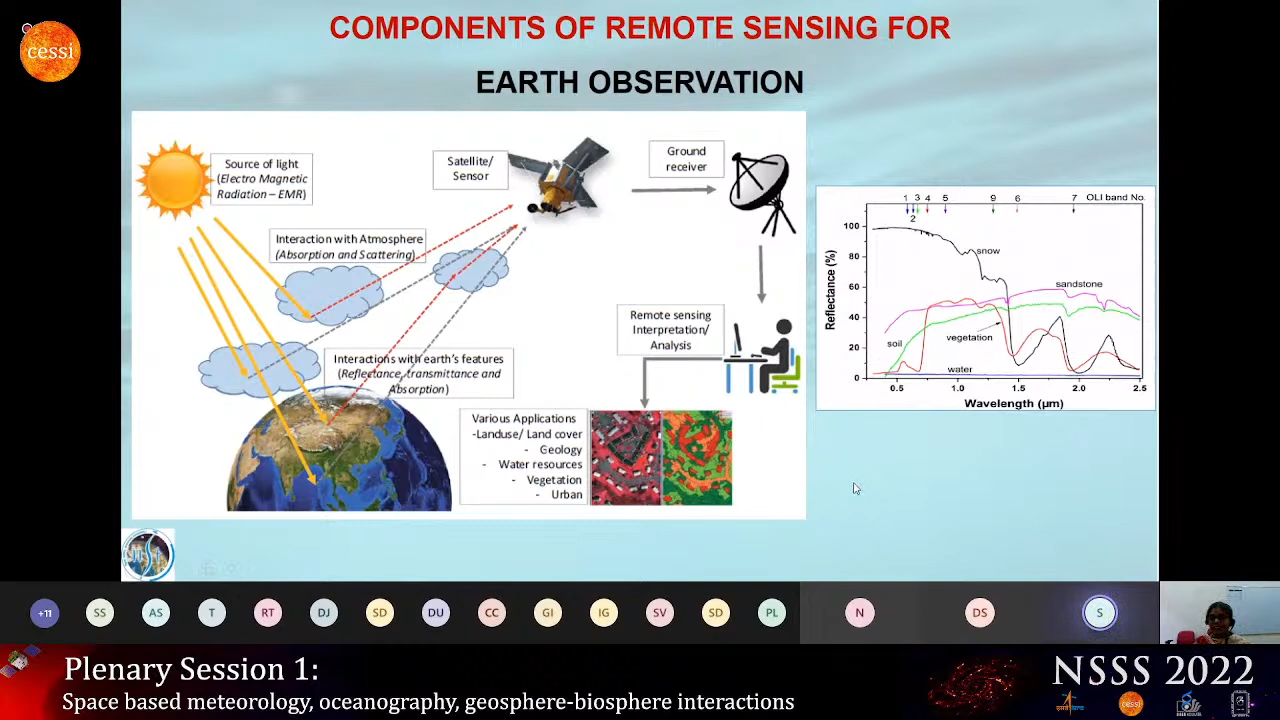 cessi
COMPONENTS OF REMOTE SENSING FOR
EARTH OBSERVATION
Source of light
(Electro Magnetic
Radiation – EMR)
Satellite/
Sensor
Ground
receiver
Interaction with Atmosphere
(Absorption and Scattering)
Remote sensing
Interpretation/
Analysis
Interactions with earth's features
(Reflectance, transmittance and
Absorption)
Various Applications
-Landuse/ Land cover
- Geology
- Water resources
- Vegetation
- Urban
1 3 4 5 9 6 7 OLI band No.
2
Reflectance (%)
100
80
60
40
20
0
snow
sandstone
soil
vegetation
water
0.5 1.0 1.5 2.0 2.5
Wavelength (µm)
+11 SS AS T RT DJ SD DU CC GI IG SV SD PL N DS S
Plenary Session 1:
Space based meteorology, oceanography, geosphere-biosphere interactions
NSSS 2022
cessi